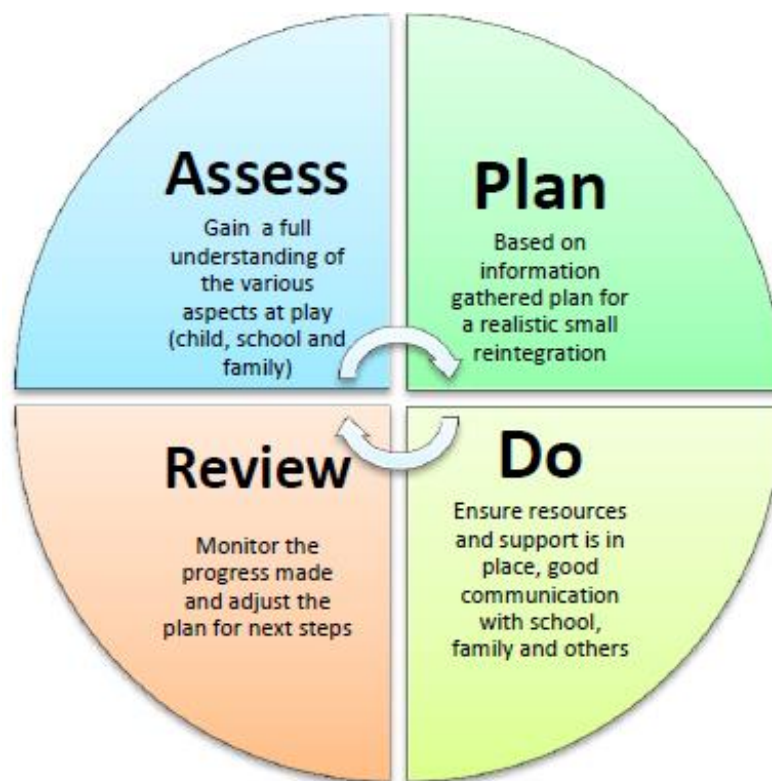 Assess
Gain a full
understanding of
the various
aspects at play
(child, school and
family)
Plan
Based on
information
gathered plan for
a realistic small
reintegration
Do
Ensure resources
and support is in
place, good
communication
with school,
family and others
Review
Monitor the
progress made
and adjust the
plan for next steps